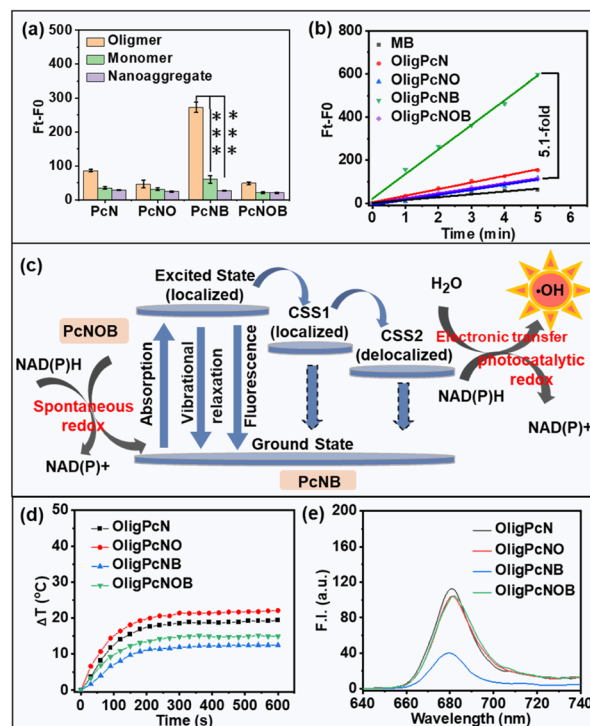 (a)
Oligmer
Monomer
Nanoaggregate
Ft-F0
500
400
300
200
100
50
0
***
***
PcN PcNO PcNB PcNOB
(b)
MB
OligPcN
OligPcNO
OligPcNB
OligPcNOB
Ft-F0
800
600
400
200
0
5.1-fold
0 1 2 3 4 5 6
Time (min)
(c)
Excited State
(localized)
CSS1
(localized)
CSS2
(delocalized)
H2O
•OH
PcNOB
NAD(P)H
Spontaneous
redox
NAD(P)+
Absorption
Vibrational
relaxation
Fluorescence
Electronic transfer
photocatalytic
redox
NAD(P)H
NAD(P)+
Ground State
PcNB
(d)
OligPcN
OligPcNO
OligPcNB
OligPcNOB
ΔT (°C)
50
40
30
20
10
0
0 100 200 300 400 500 600
Time (s)
(e)
OligPcN
OligPcNO
OligPcNB
OligPcNOB
F.I. (a.u.)
200
160
120
80
40
0
640 660 680 700 720 740
Wavelength (nm)